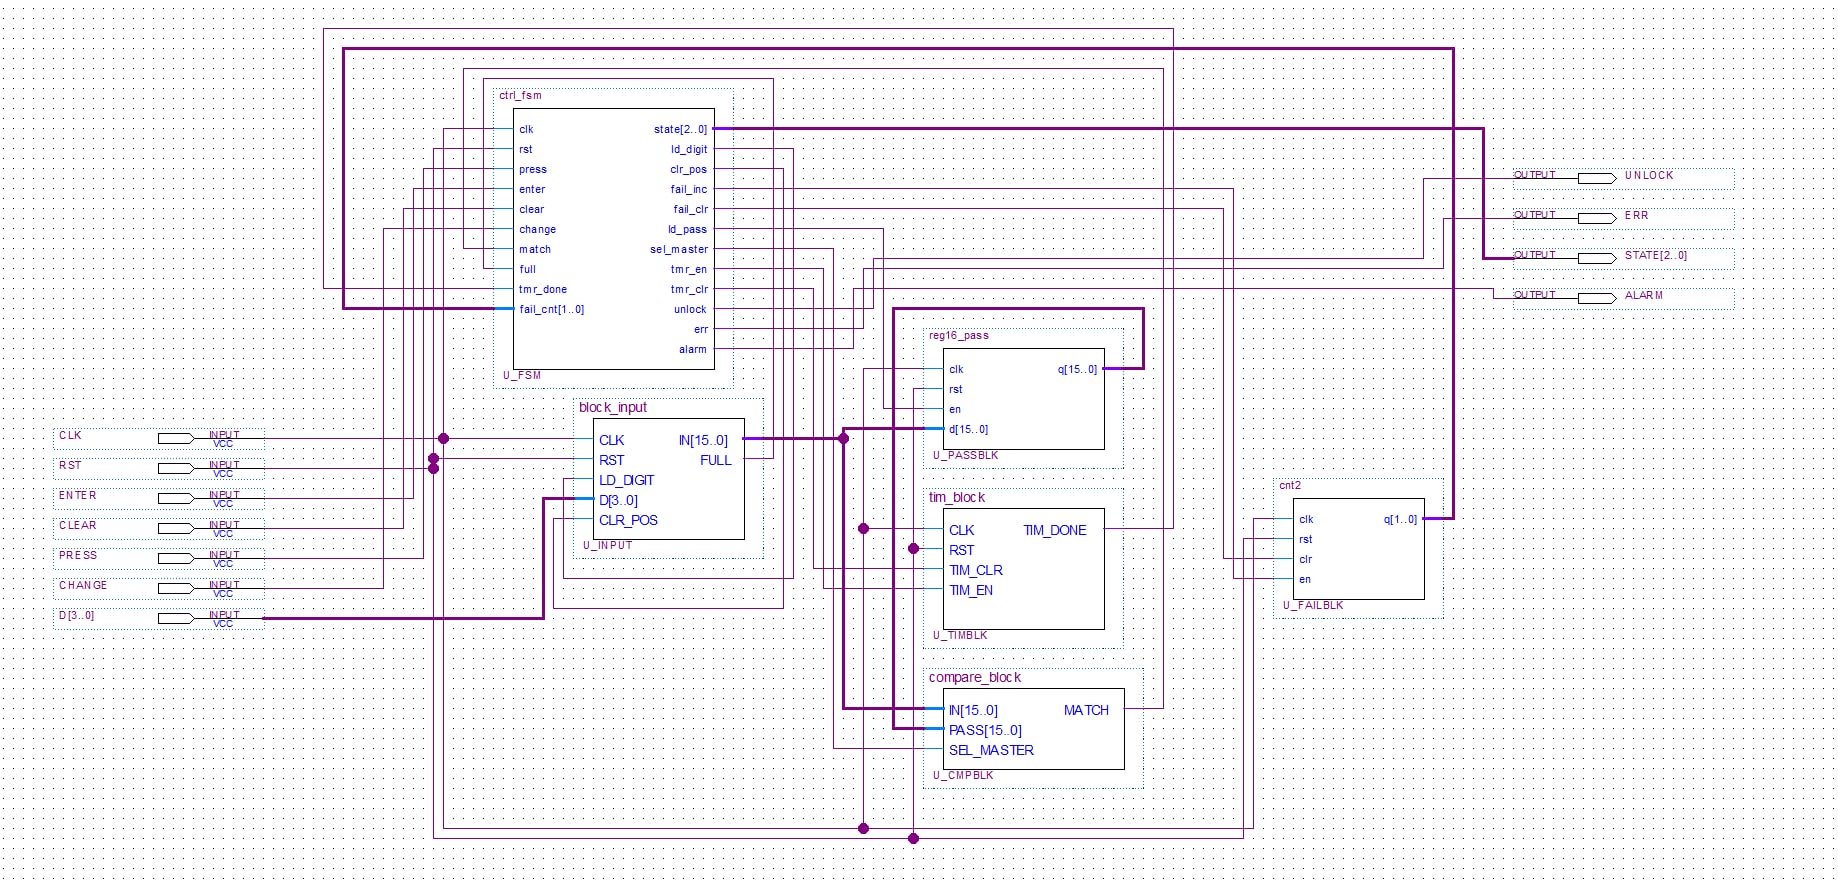 ctrl_fsm
clk
rst
press
enter
clear
change
match
full
tmr_done
fail_cnt[1..0]
state[2..0]
ld_digit
clr_pos
fail_inc
fail_clr
ld_pass
sel_master
tmr_en
tmr_clr
unlock
err
alarm
U_FSM
OUTPUT UNLOCK
OUTPUT ERR
OUTPUT STATE[2..0]
OUTPUT ALARM
reg16_pass
clk
rst
en
d[15..0]
q[15..0]
U_PASSBLK
block_input
CLK
RST
LD_DIGIT
D[3..0]
CLR_POS
IN[15..0]
FULL
U_INPUT
CLK INPUT
VCC
RST INPUT
VCC
ENTER INPUT
VCC
CLEAR INPUT
VCC
PRESS INPUT
VCC
CHANGE INPUT
VCC
D[3..0] INPUT
VCC
tim_block
CLK
RST
TIM_CLR
TIM_EN
TIM_DONE
U_TIMBLK
cnt2
clk
rst
clr
en
q[1..0]
U_FAILBLK
compare_block
IN[15..0]
PASS[15..0]
SEL_MASTER
MATCH
U_CMPBLK